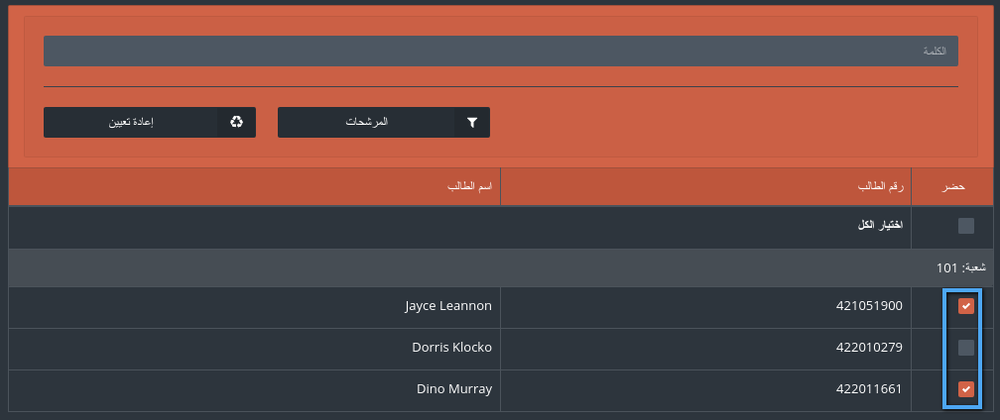 الكلمة
المرشحات إعادة تعيين
حضر رقم الطالب اسم الطالب
اختيار الكل
شعبة: 101
421051900 Jayce Leannon
422010279 Dorris Klocko
422011661 Dino Murray